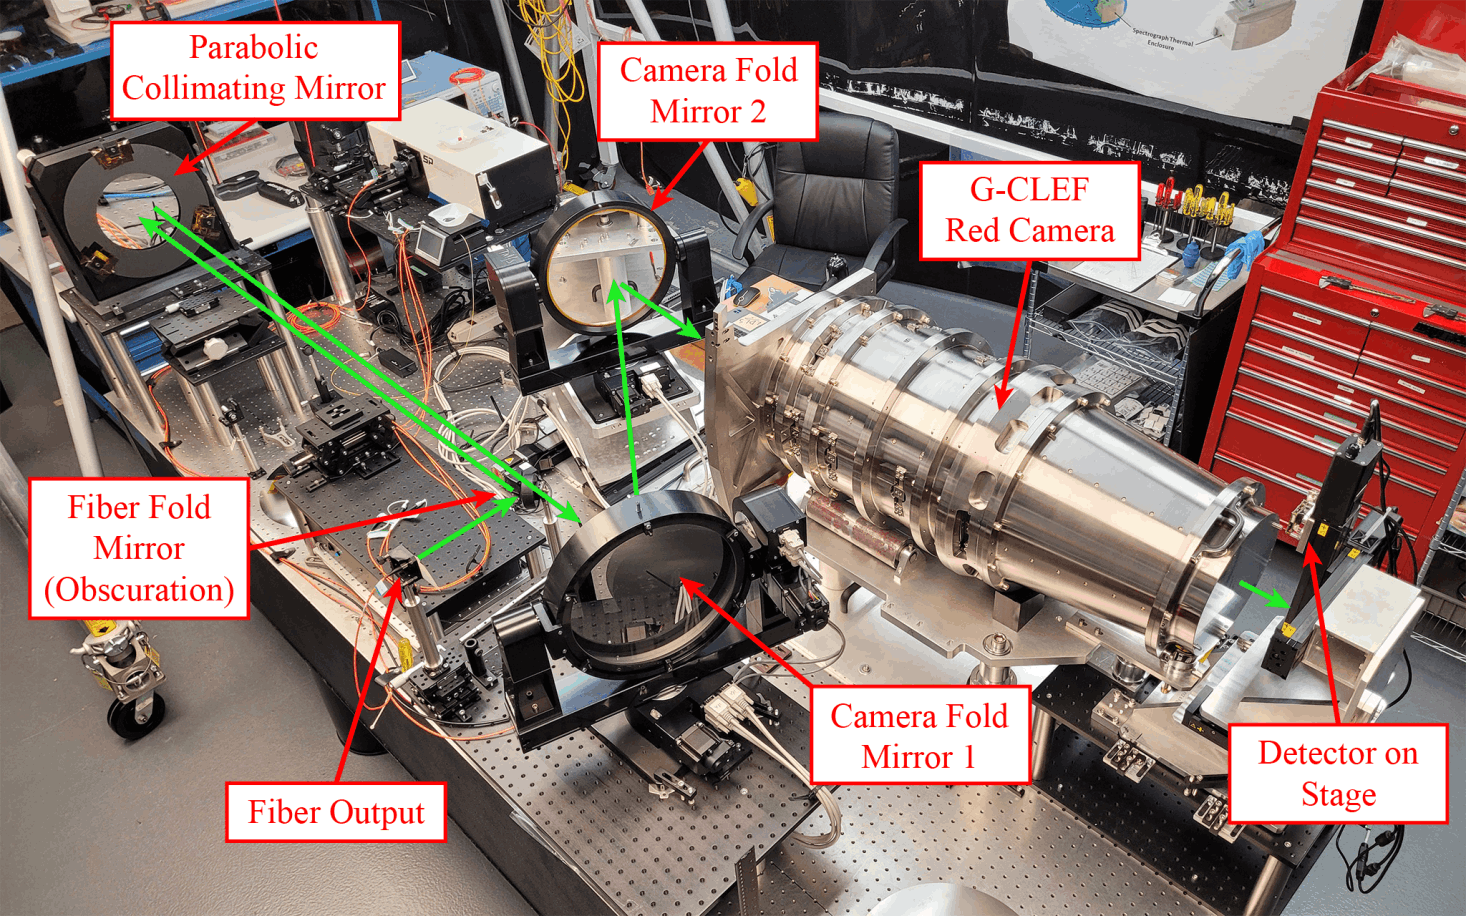 Parabolic
Collimating Mirror
Camera Fold
Mirror 2
Spectrograph Thermal
Enclosure
G-CLEF
Red Camera
SP
Fiber Fold
Mirror
(Obscuration)
Camera Fold
Mirror 1
Detector on
Stage
Fiber Output